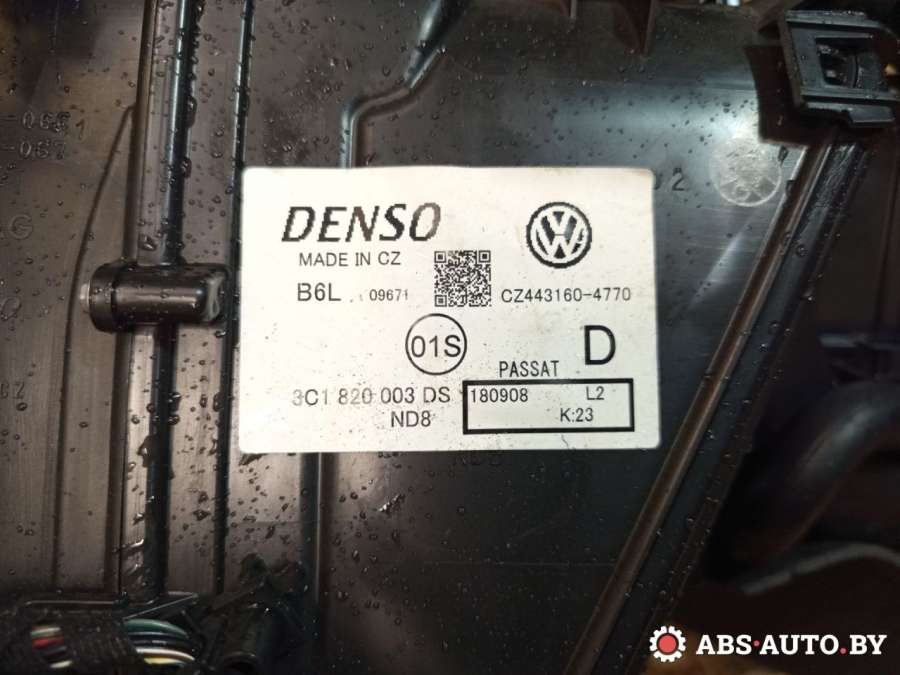 DENSO
MADE IN CZ
B6L 09671
CZ443160-4770
01S
D
PASSAT
3C1 820 003 DS
ND8
180908 L2
K:23
ABS-AUTO.BY